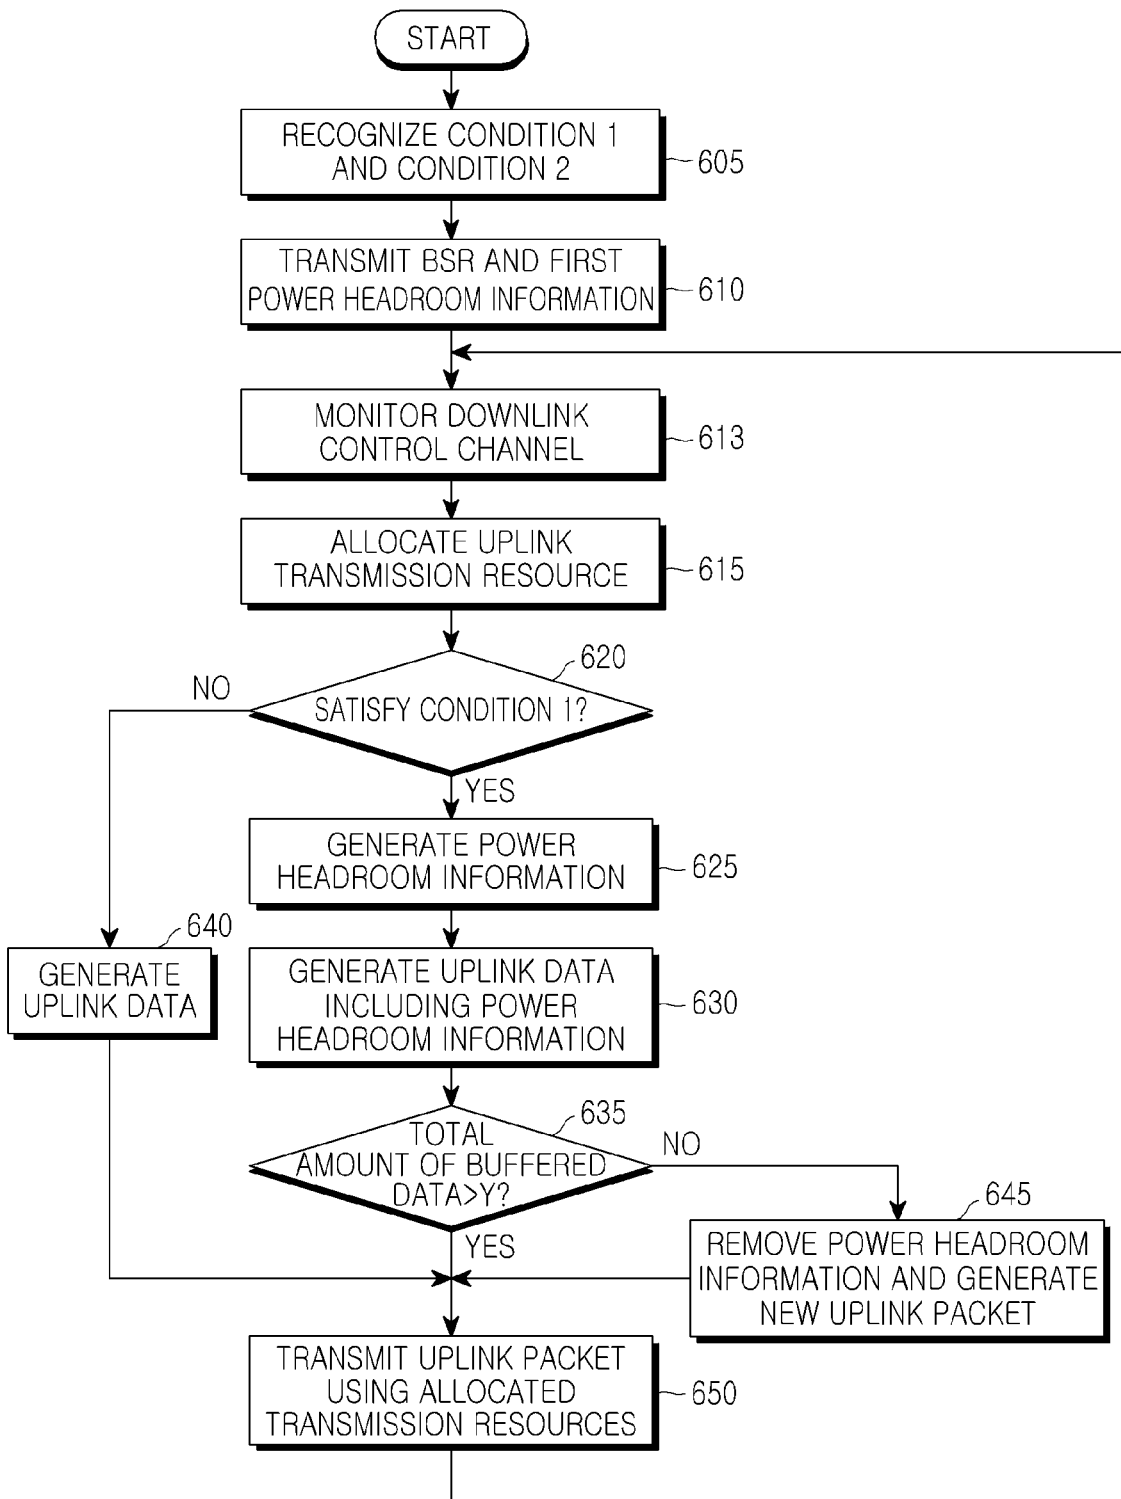 START
RECOGNIZE CONDITION 1
AND CONDITION 2
605
TRANSMIT BSR AND FIRST
POWER HEADROOM INFORMATION
610
MONITOR DOWNLINK
CONTROL CHANNEL
613
ALLOCATE UPLINK
TRANSMISSION RESOURCE
615
620
NO
SATISFY CONDITION 1?
YES
GENERATE POWER
HEADROOM INFORMATION
625
640
GENERATE
UPLINK DATA
GENERATE UPLINK DATA
INCLUDING POWER
HEADROOM INFORMATION
630
635
TOTAL
AMOUNT OF BUFFERED
DATA>Y?
NO
YES
645
REMOVE POWER HEADROOM
INFORMATION AND GENERATE
NEW UPLINK PACKET
TRANSMIT UPLINK PACKET
USING ALLOCATED
TRANSMISSION RESOURCES
650